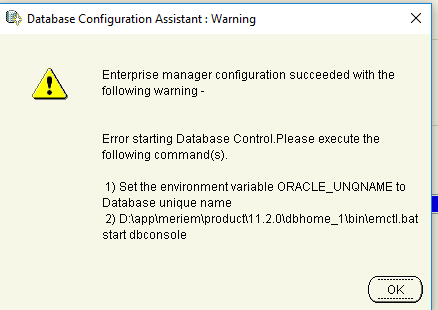 Database Configuration Assistant : Warning
Enterprise manager configuration succeeded with the
following warning -
Error starting Database Control.Please execute the
following command(s).
1) Set the environment variable ORACLE_UNQNAME to
Database unique name
2) D:\app\meriem\product\11.2.0\dbhome_1\bin\emctl.bat
start dbconsole
OK